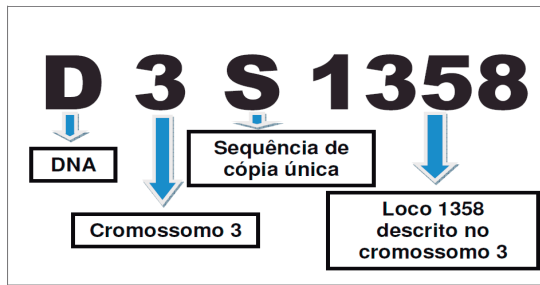 D 3 S 1358
DNA
Sequência de
cópia única
Cromossomo 3
Loco 1358
descrito no
cromossomo 3